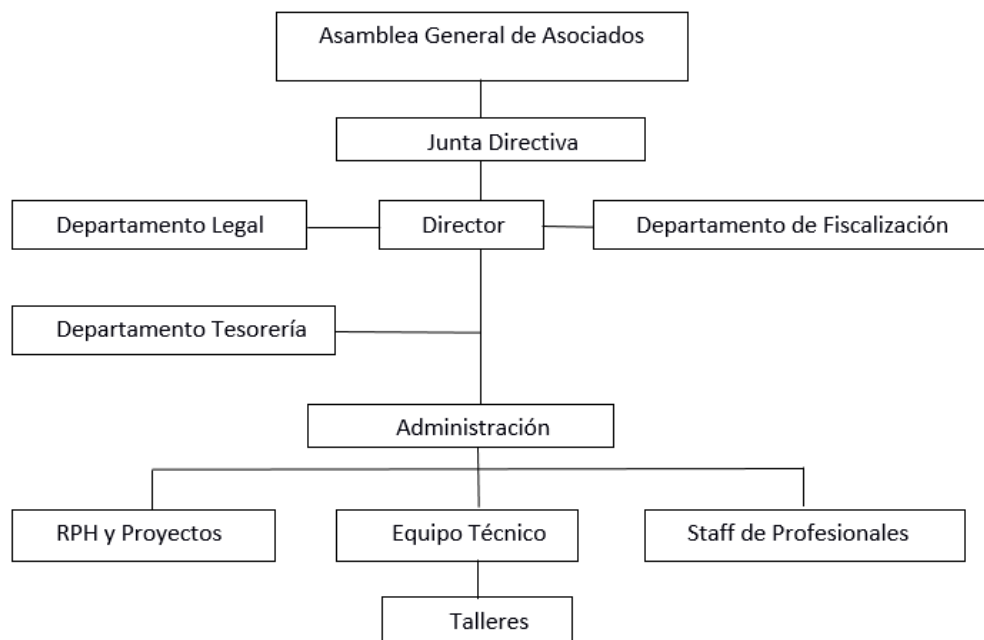 Asamblea General de Asociados
Junta Directiva
Departamento Legal
Director
Departamento de Fiscalización
Departamento Tesorería
Administración
RPH y Proyectos
Equipo Técnico
Staff de Profesionales
Talleres